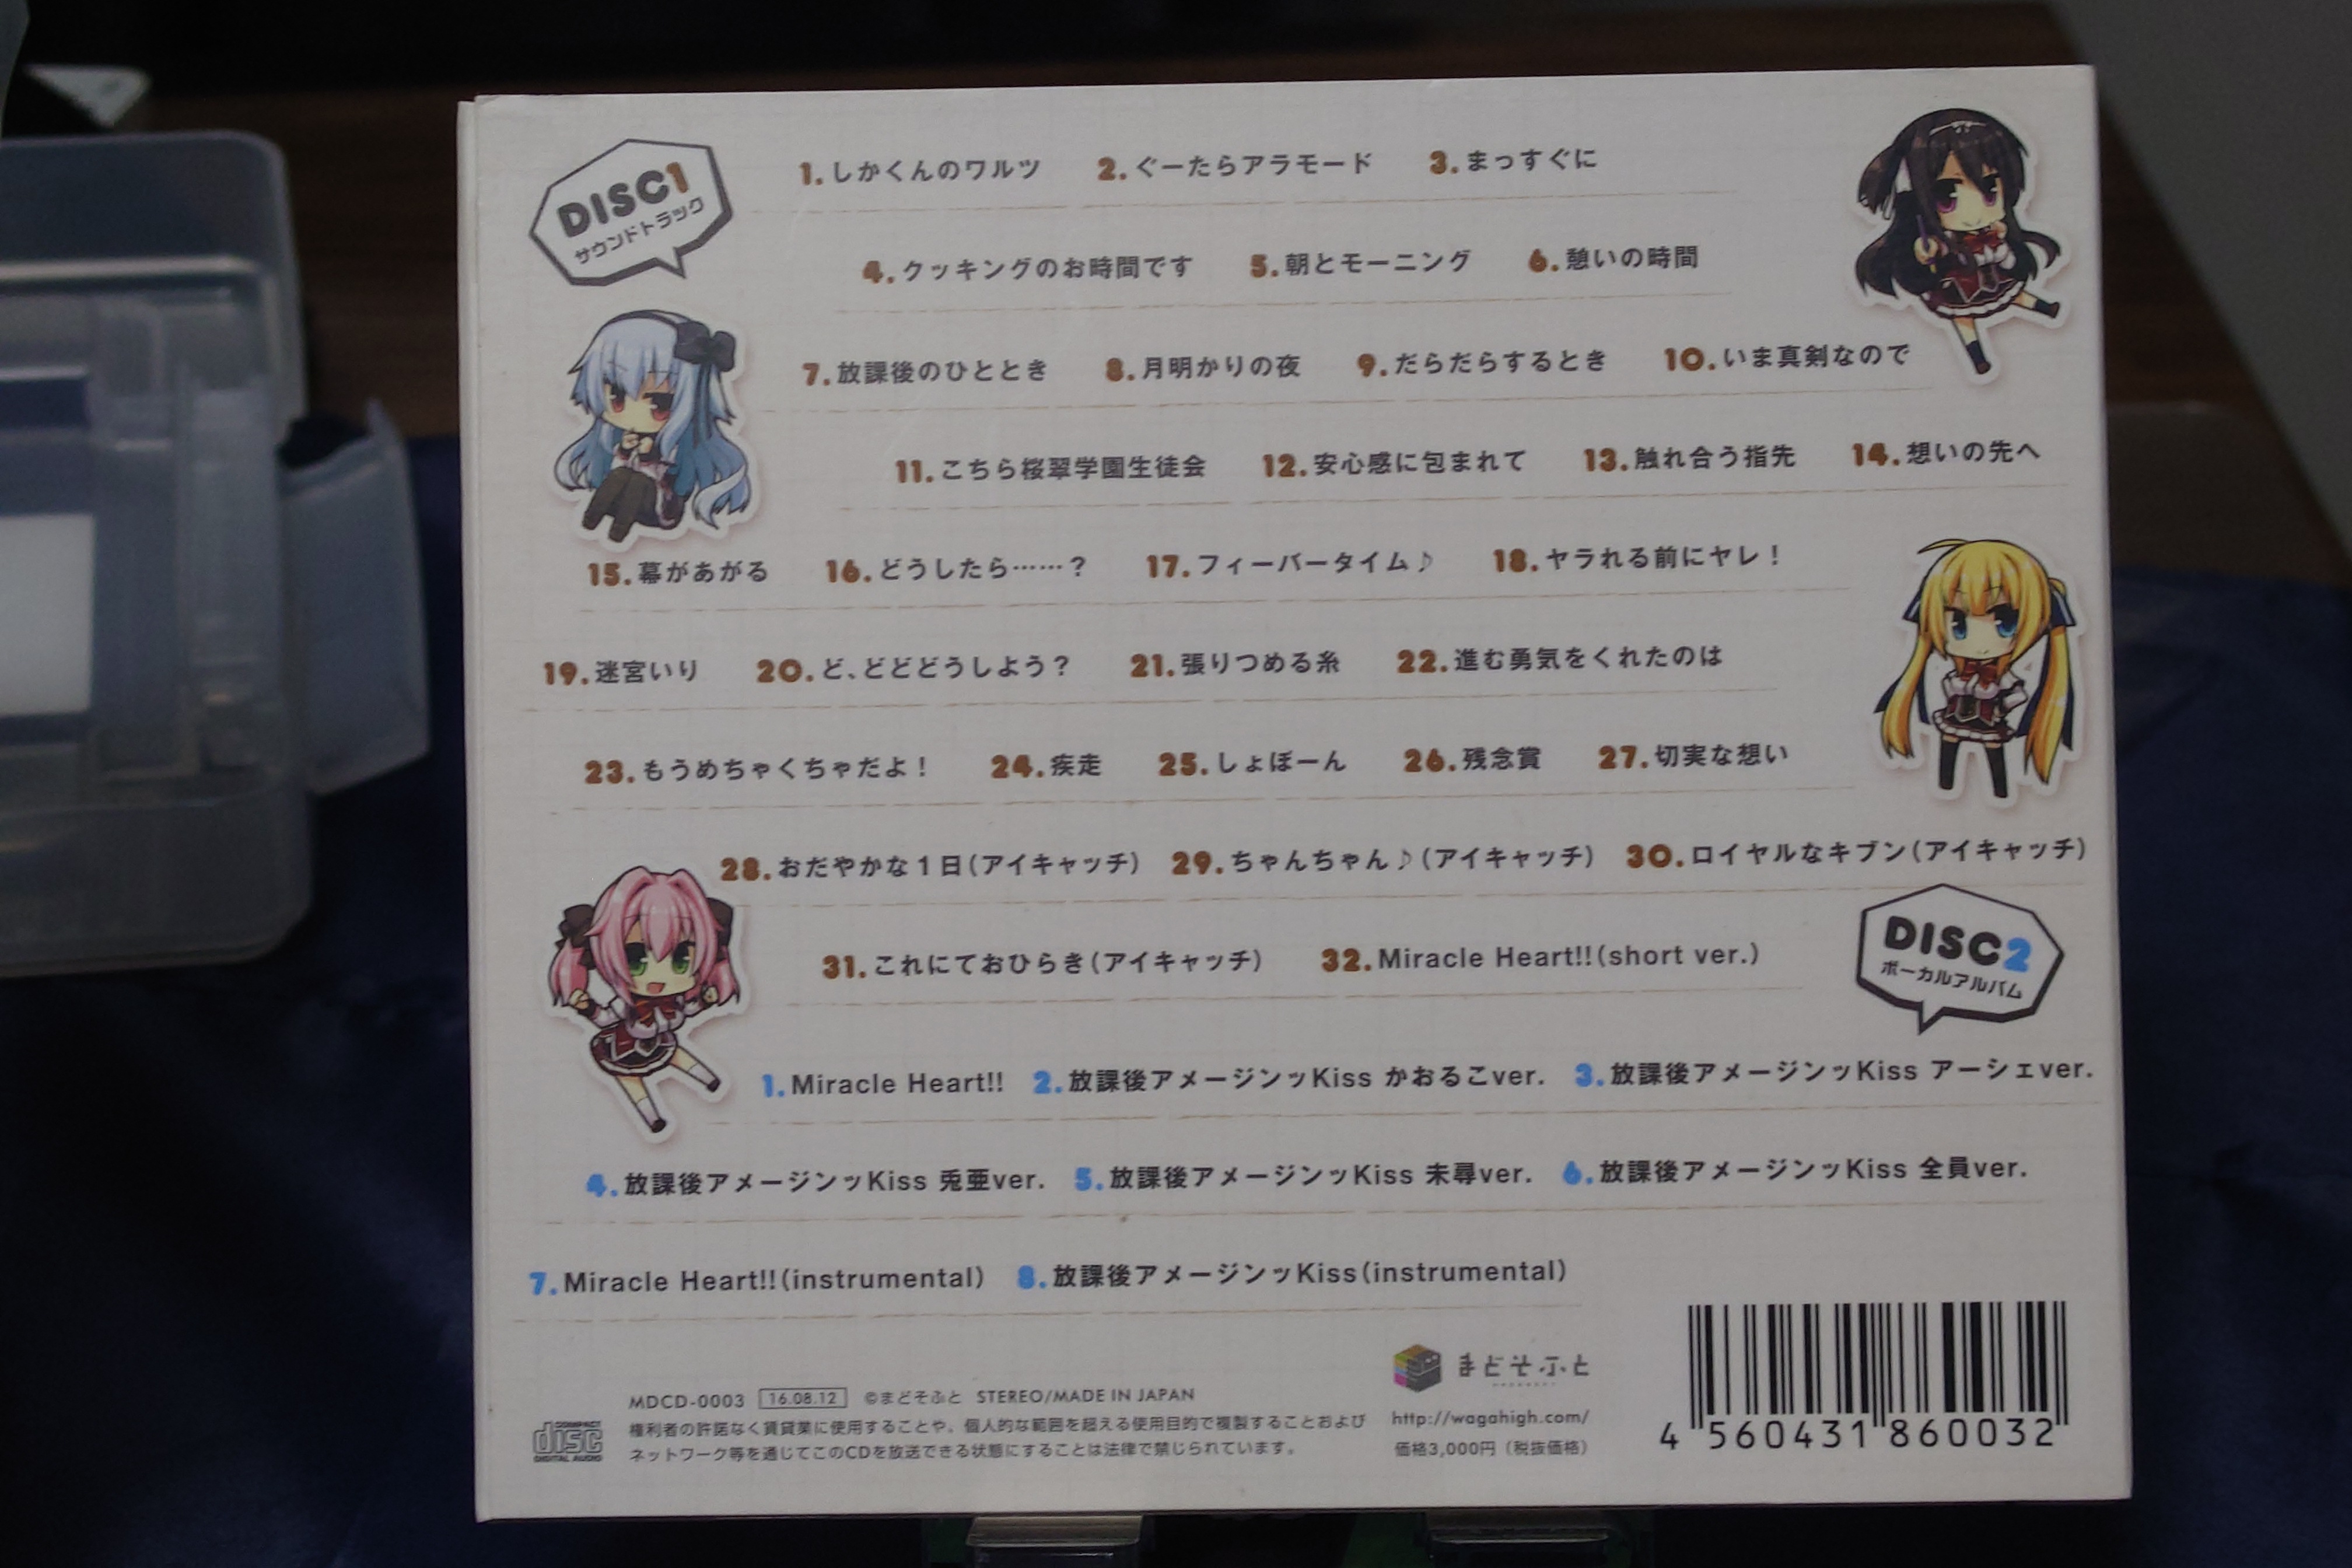 DISC1
サウンドトラック
1.しかくんのワルツ 2.ぐーたらアラモード 3.まっすぐに
4.クッキングのお時間です 5.朝とモーニング 6.憩いの時間
7.放課後のひととき 8.月明かりの夜 9.だらだらするとき 10.いま真剣なので
11.こちら桜翠学園生徒会 12.安心感に包まれて 13.触れ合う指先 14.想いの先へ
15.幕があがる 16.どうしたら……？ 17.フィーバータイム♪ 18.ヤラれる前にヤレ！
19.迷宮いり 20.ど、どどどうしよう？ 21.張りつめる糸 22.進む勇気をくれたのは
23.もうめちゃくちゃだよ！ 24.疾走 25.しょぼーん 26.残念賞 27.切実な想い
28.おだやかな１日(アイキャッチ) 29.ちゃんちゃん♪(アイキャッチ) 30.ロイヤルなキブン(アイキャッチ)
31.これにておひらき(アイキャッチ) 32.Miracle Heart!!(short ver.)
DISC2
ボーカルアルバム
1.Miracle Heart!! 2.放課後アメージンッKiss かおるこver. 3.放課後アメージンッKiss アーシェver.
4.放課後アメージンッKiss 兎亜ver. 5.放課後アメージンッKiss 未尋ver. 6.放課後アメージンッKiss 全員ver.
7.Miracle Heart!!(instrumental) 8.放課後アメージンッKiss(instrumental)
まどそふと
MDCD-0003 16.08.12 ©まどそふと STEREO/MADE IN JAPAN
権利者の許諾なく賃貸業に使用することや、個人的な範囲を超える使用目的で複製することおよび
ネットワーク等を通じてこのCDを放送できる状態にすることは法律で禁じられています。
COMPACT
disc
DIGITAL AUDIO
http://wagahigh.com/
価格3,000円（税抜価格）
4 560431 860032